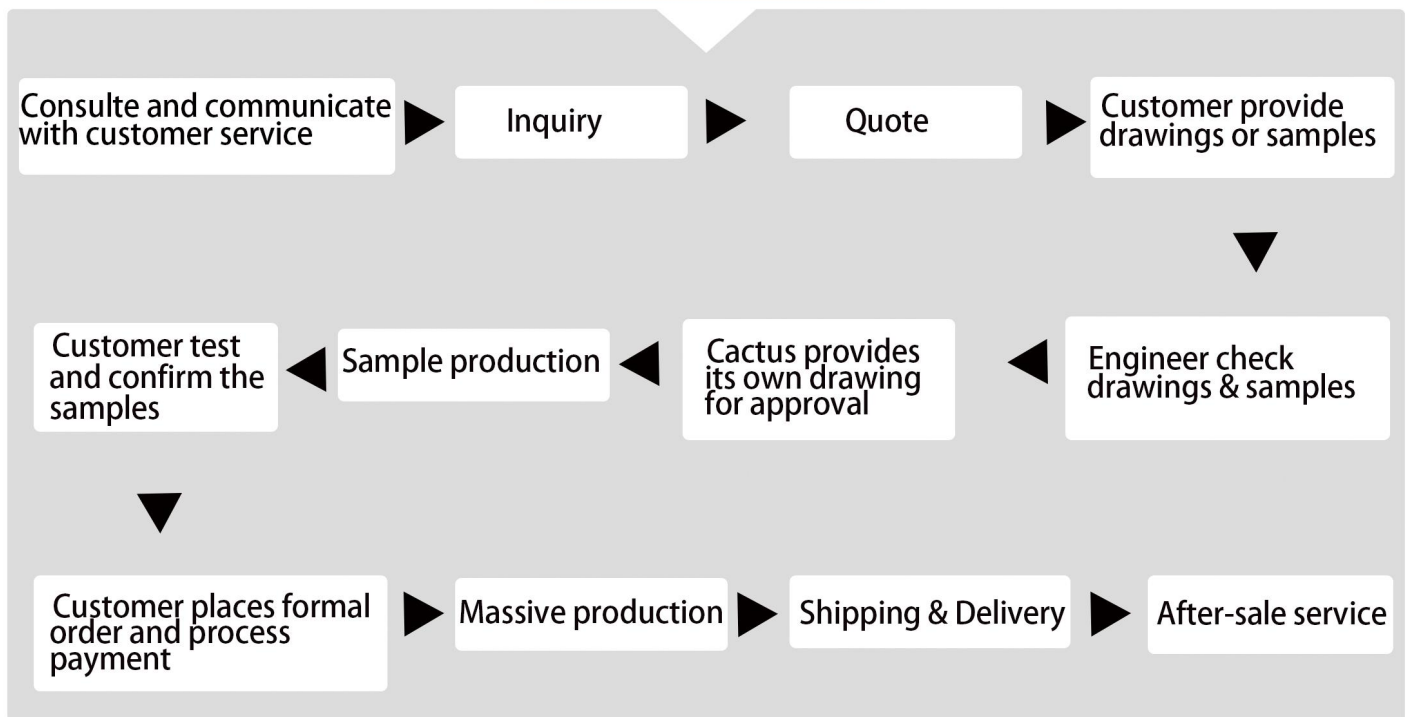 Consulte and communicate
with customer service
Inquiry
Quote
Customer provide
drawings or samples
Engineer check
drawings & samples
Cactus provides
its own drawing
for approval
Sample production
Customer test
and confirm the
samples
Customer places formal
order and process
payment
Massive production
Shipping & Delivery
After-sale service